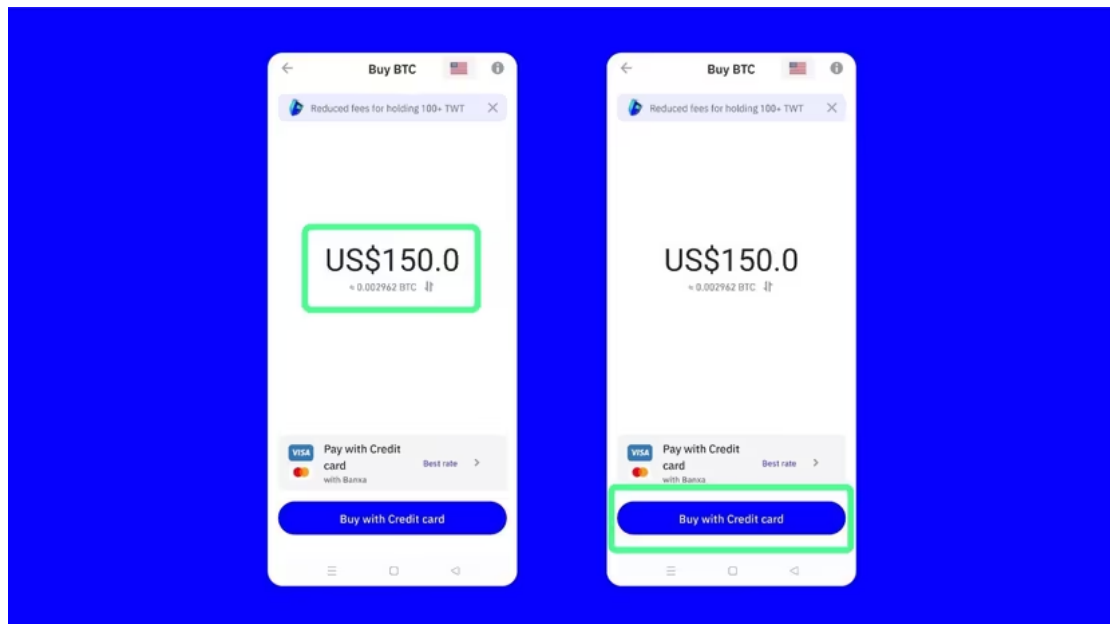 Buy BTC
Reduced fees for holding 100+ TWT
US$150.0
≈ 0.002962 BTC
VISA
Pay with Credit
card
Best rate
with Banxa
Buy with Credit card
Buy BTC
Reduced fees for holding 100+ TWT
US$150.0
≈ 0.002962 BTC
VISA
Pay with Credit
card
Best rate
with Banxa
Buy with Credit card